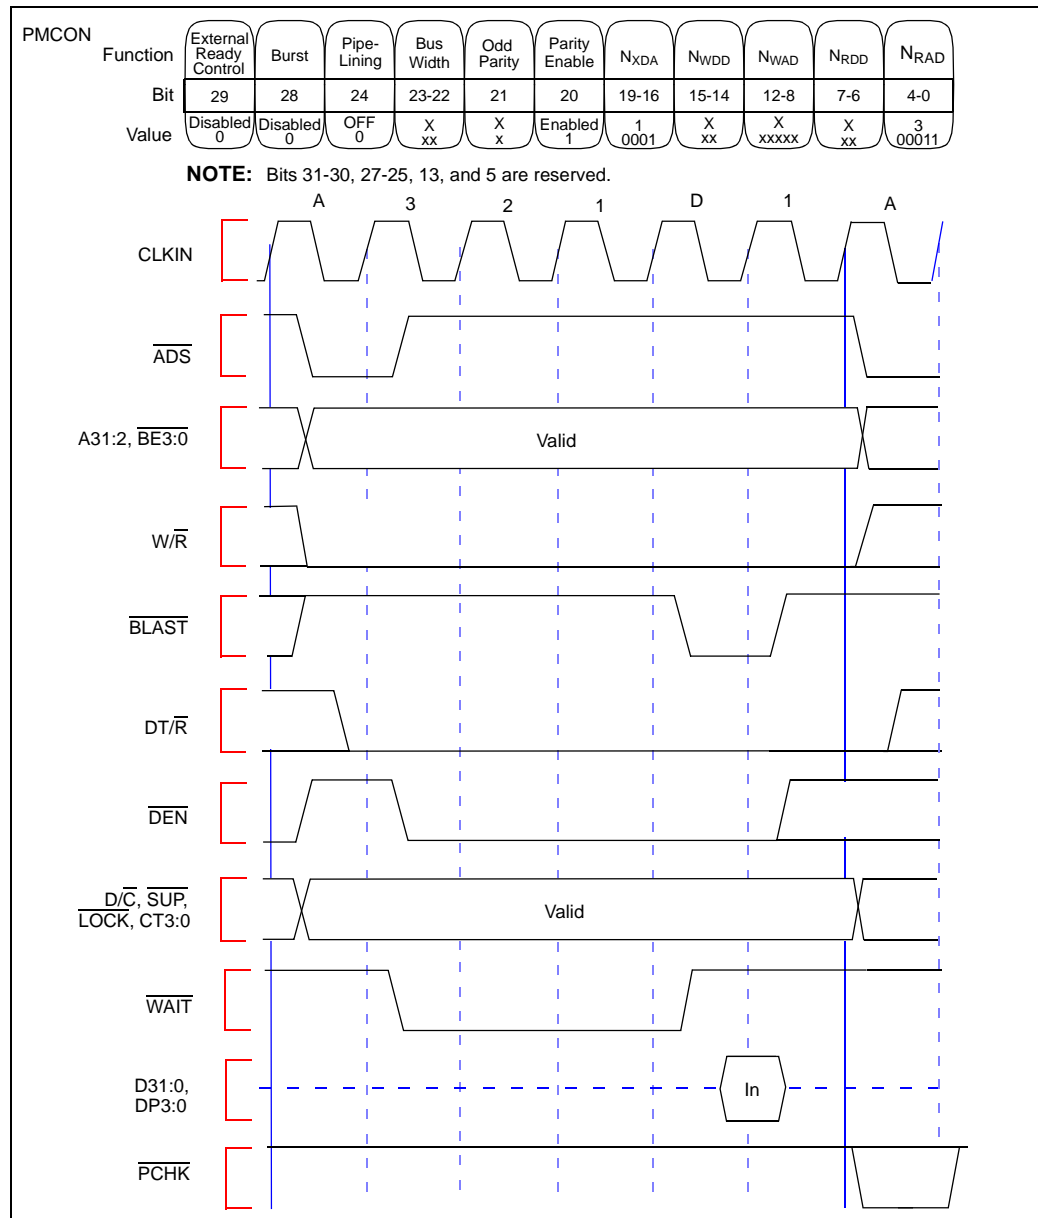 PMCON
Function External Ready Control Burst Pipe-Lining Bus Width Odd Parity Parity Enable NXDA NWDD NWAD NRDD NRAD
Bit 29 28 24 23-22 21 20 19-16 15-14 12-8 7-6 4-0
Value Disabled 0 Disabled 0 OFF 0 X xx X x Enabled 1 1 0001 X xx X xxxxx X xx 3 00011
NOTE: Bits 31-30, 27-25, 13, and 5 are reserved.
A 3 2 1 D 1 A
CLKIN
ADS
A31:2, BE3:0 Valid
W/R
BLAST
DT/R
DEN
D/C, SUP,
LOCK, CT3:0 Valid
WAIT
D31:0,
DP3:0 In
PCHK